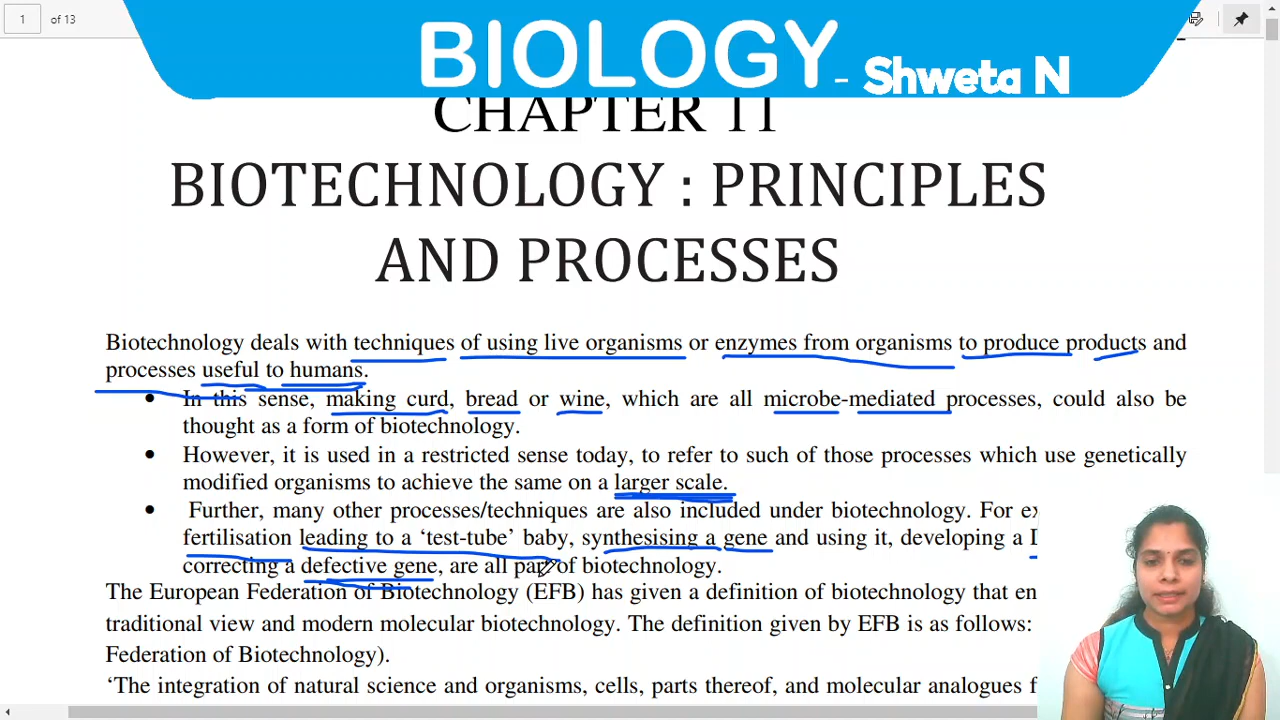 1 of 13
BIOLOGY - Shweta N
CHAPTER 11
BIOTECHNOLOGY : PRINCIPLES
AND PROCESSES
Biotechnology deals with techniques of using live organisms or enzymes from organisms to produce products and
processes useful to humans.
• In this sense, making curd, bread or wine, which are all microbe-mediated processes, could also be
thought as a form of biotechnology.
• However, it is used in a restricted sense today, to refer to such of those processes which use genetically
modified organisms to achieve the same on a larger scale.
• Further, many other processes/techniques are also included under biotechnology. For
fertilisation leading to a ‘test-tube’ baby, synthesising a gene and using it, developing a
correcting a defective gene, are all part of biotechnology.
The European Federation of Biotechnology (EFB) has given a definition of biotechnology that
traditional view and modern molecular biotechnology. The definition given by EFB is as follows:
Federation of Biotechnology).
‘The integration of natural science and organisms, cells, parts thereof, and molecular analogues